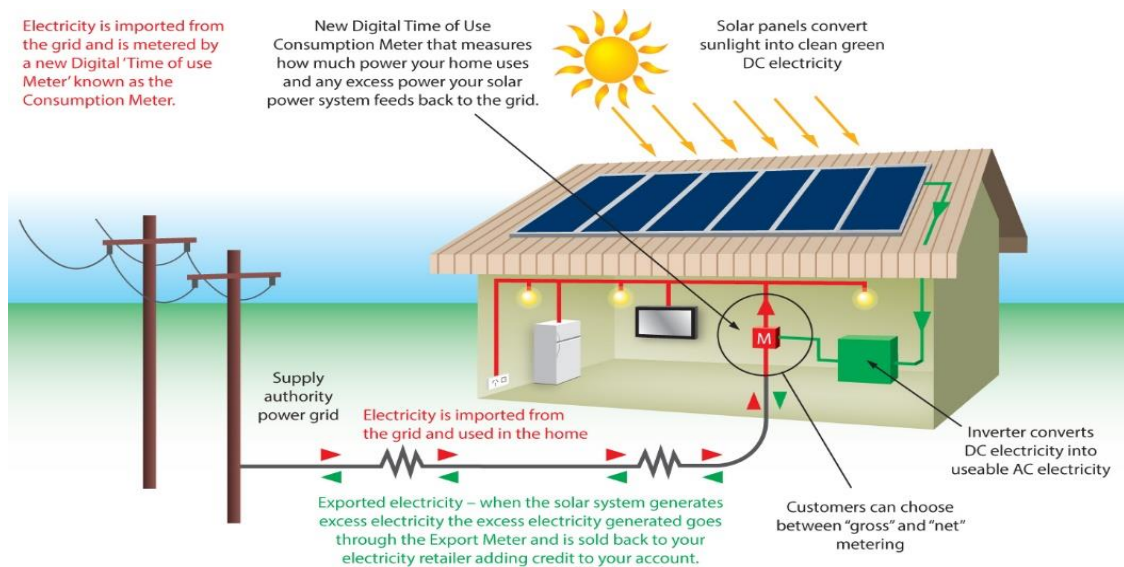 Electricity is imported from
the grid and is metered by
a new Digital ‘Time of use
Meter’ known as the
Consumption Meter.
New Digital Time of Use
Consumption Meter that measures
how much power your home uses
and any excess power your solar
power system feeds back to the grid.
Solar panels convert
sunlight into clean green
DC electricity
M
Supply
authority
power grid
Electricity is imported from
the grid and used in the home
Inverter converts
DC electricity into
useable AC electricity
Exported electricity – when the solar system generates
excess electricity the excess electricity generated goes
through the Export Meter and is sold back to your
electricity retailer adding credit to your account.
Customers can choose
between “gross” and “net”
metering